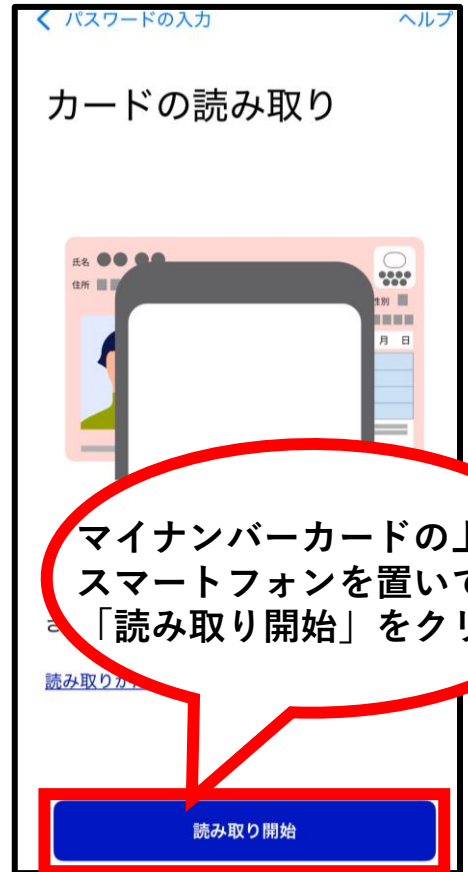 パスワードの入力 ヘルプ
カードの読み取り
氏名
住所
性別
月 日
マイナンバーカードの上
スマートフォンを置いて
「読み取り開始」をクリ
読み取りか
読み取り開始